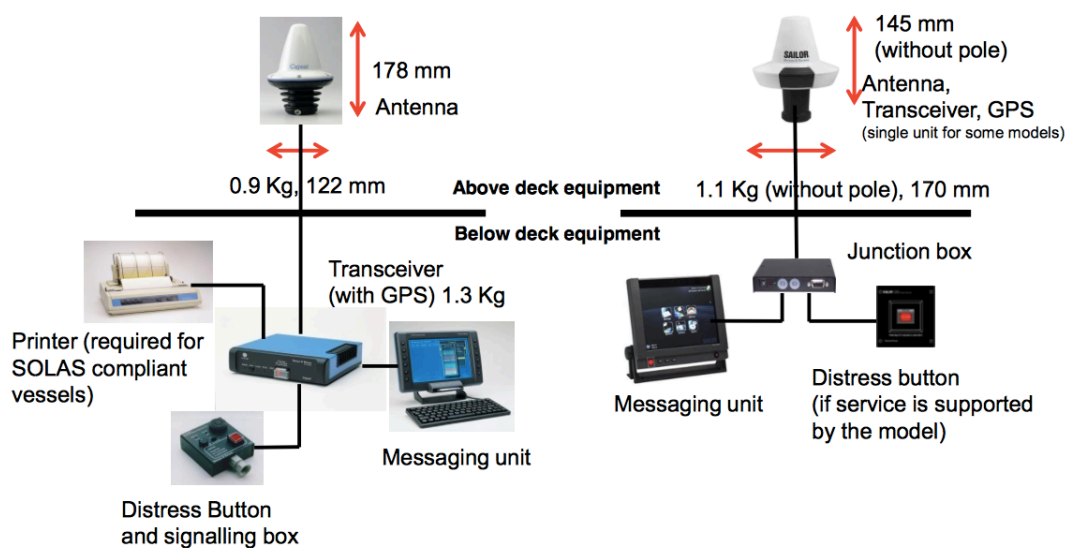 178 mm
Antenna
0.9 Kg, 122 mm
Capsat
SAILOR
145 mm
(without pole)
Antenna,
Transceiver, GPS
(single unit for some models)
Above deck equipment
1.1 Kg (without pole), 170 mm
Below deck equipment
Transceiver
(with GPS) 1.3 Kg
Printer (required for
SOLAS compliant
vessels)
Messaging unit
Distress Button
and signalling box
Junction box
Messaging unit
Distress button
(if service is supported
by the model)